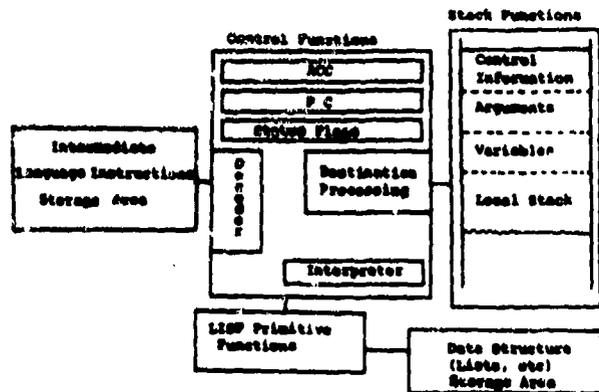 Stack Functions
Control Functions
ACC
P C
Status Flags
Control
Information
Arguments
Variables
Local Stack
Intermediate
Language Instructions
Storage Area
Decoder
Destination
Processing
Interpreter
LISP Primitive
Functions
Data Structure
(Lists, etc)
Storage Area